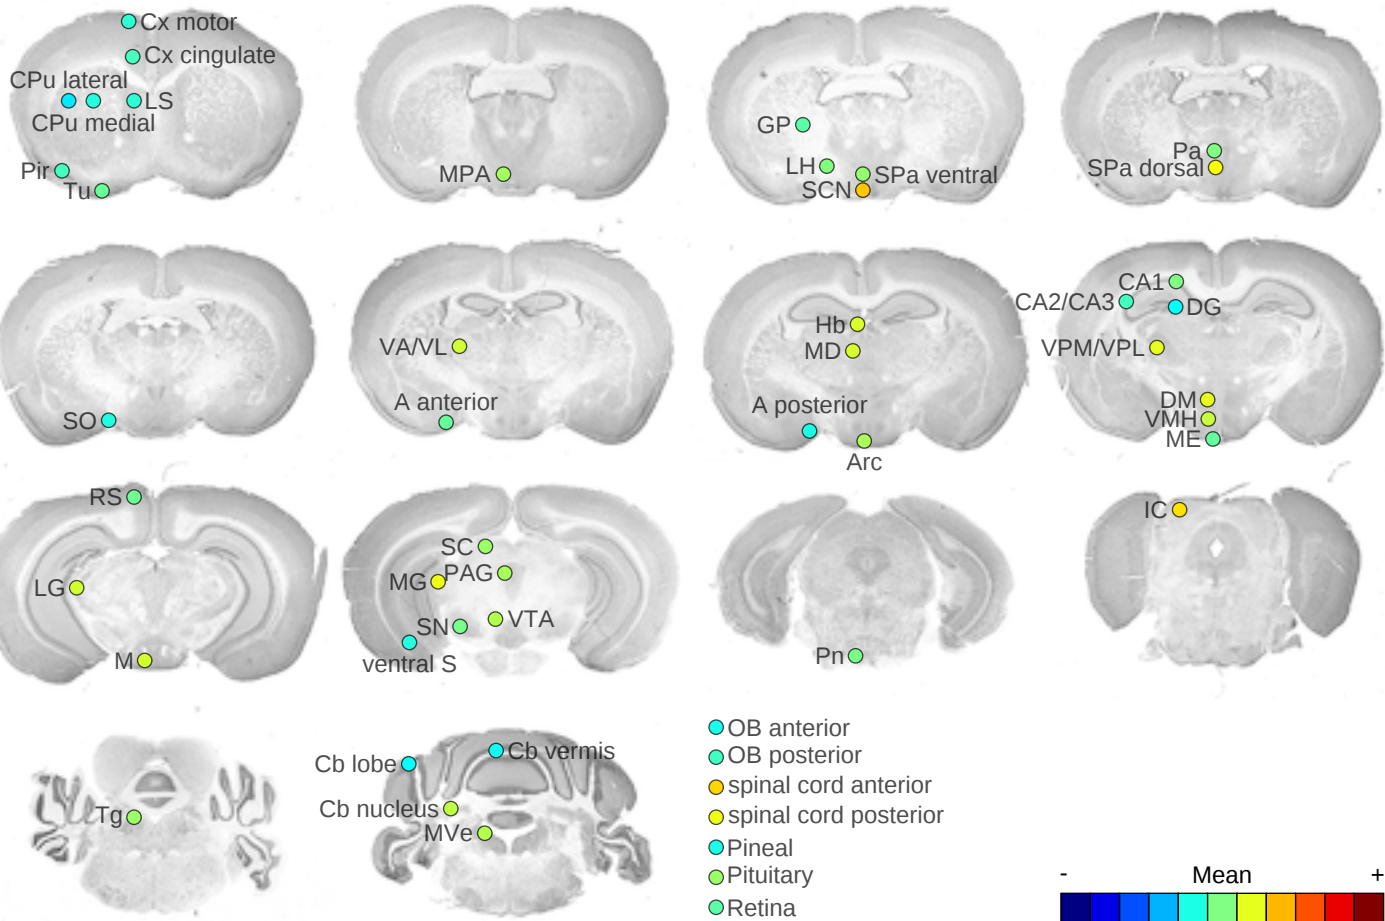 Cx motor
Cx cingulate
CPu lateral
LS
CPu medial
Pir
Tu
MPA
GP
LH
SPa ventral
SCN
Pa
SPa dorsal
SO
VA/VL
A anterior
Hb
MD
A posterior
Arc
CA1
CA2/CA3
DG
VPM/VPL
DM
VMH
ME
RS
LG
M
SC
PAG
MG
VTA
SN
ventral S
Pn
IC
Tg
Cb lobe
Cb vermis
Cb nucleus
MVe
OB anterior
OB posterior
spinal cord anterior
spinal cord posterior
Pineal
Pituitary
Retina
- Mean +